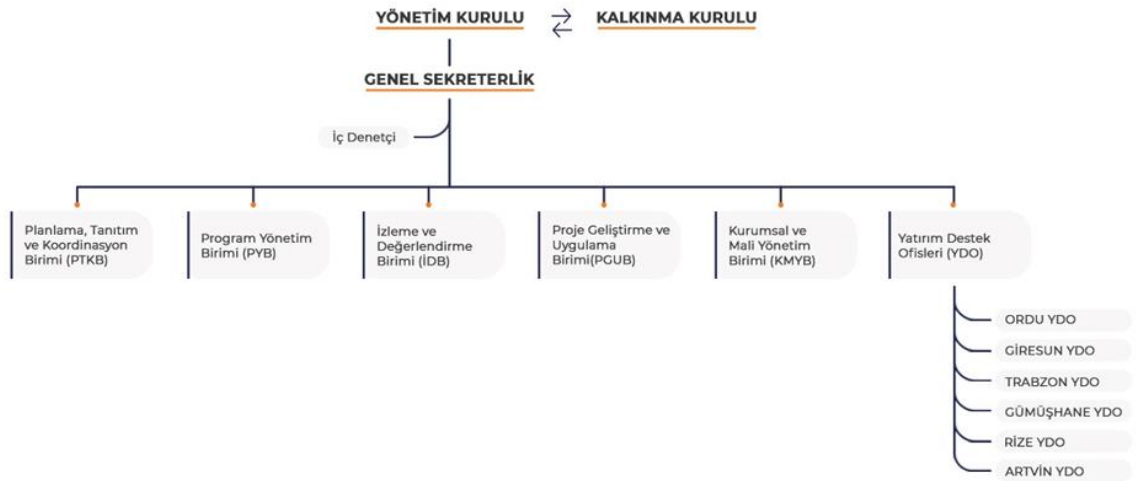 YÖNETİM KURULU
KALKINMA KURULU
GENEL SEKRETERLİK
İç Denetçi
Planlama, Tanıtım
ve Koordinasyon
Birimi (PTKB)
Program Yönetim
Birimi (PYB)
İzleme ve
Değerlendirme
Birimi (İDB)
Proje Geliştirme ve
Uygulama
Birimi(PGUB)
Kurumsal ve
Mali Yönetim
Birimi (KMYB)
Yatırım Destek
Ofisleri (YDO)
ORDU YDO
GİRESUN YDO
TRABZON YDO
GÜMÜŞHANE YDO
RİZE YDO
ARTVİN YDO